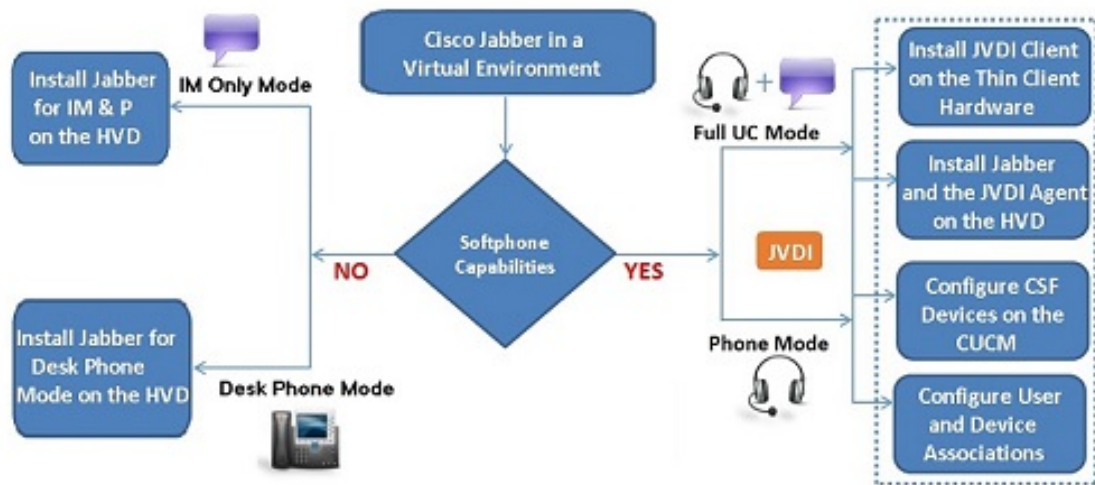 Cisco Jabber in a
Virtual Environment
IM Only Mode
Install Jabber
for IM & P
on the HVD
Softphone
Capabilities
NO
YES
Install Jabber for
Desk Phone
Mode on the HVD
Desk Phone Mode
+
Full UC Mode
JVDI
Phone Mode
Install JVDI Client
on the Thin Client
Hardware
Install Jabber
and the JVDI Agent
on the HVD
Configure CSF
Devices on the
CUCM
Configure User
and Device
Associations